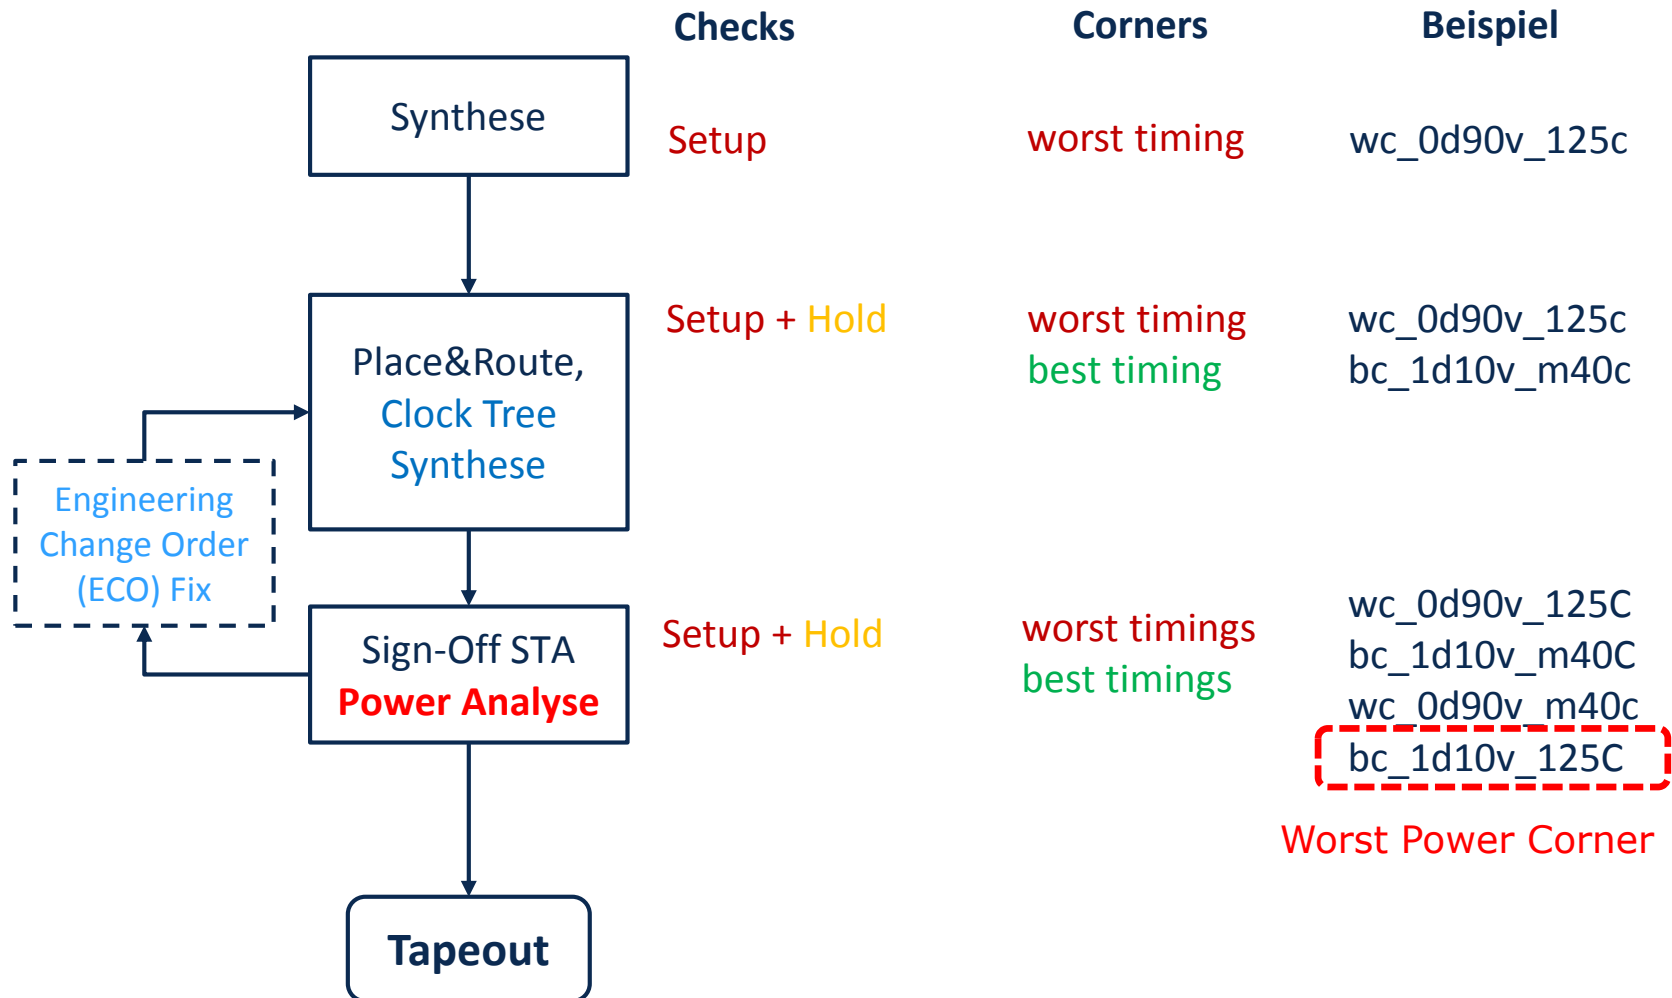 Checks Corners Beispiel
Synthese
Setup worst timing wc_0d90v_125c
Place&Route,
Clock Tree
Synthese
Setup + Hold worst timing wc_0d90v_125c
best timing bc_1d10v_m40c
Engineering
Change Order
(ECO) Fix
Sign-Off STA
Power Analyse
Setup + Hold worst timings
best timings
wc_0d90v_125C
bc_1d10v_m40C
wc_0d90v_m40c
bc_1d10v_125C
Worst Power Corner
Tapeout